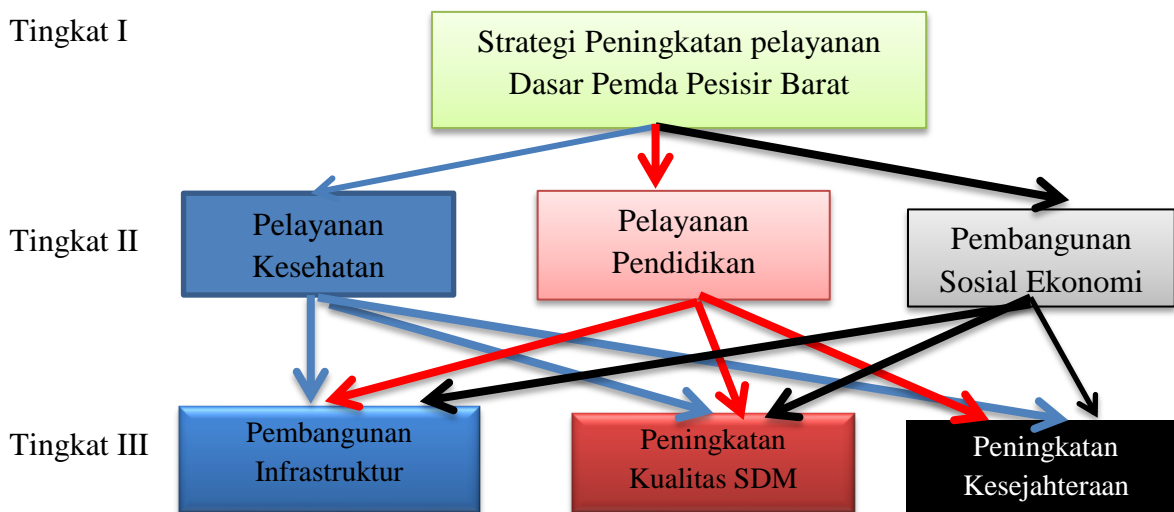 Tingkat I
Strategi Peningkatan pelayanan
Dasar Pemda Pesisir Barat
Tingkat II
Pelayanan
Kesehatan
Pelayanan
Pendidikan
Pembangunan
Sosial Ekonomi
Tingkat III
Pembangunan
Infrastruktur
Peningkatan
Kualitas SDM
Peningkatan
Kesejahteraan